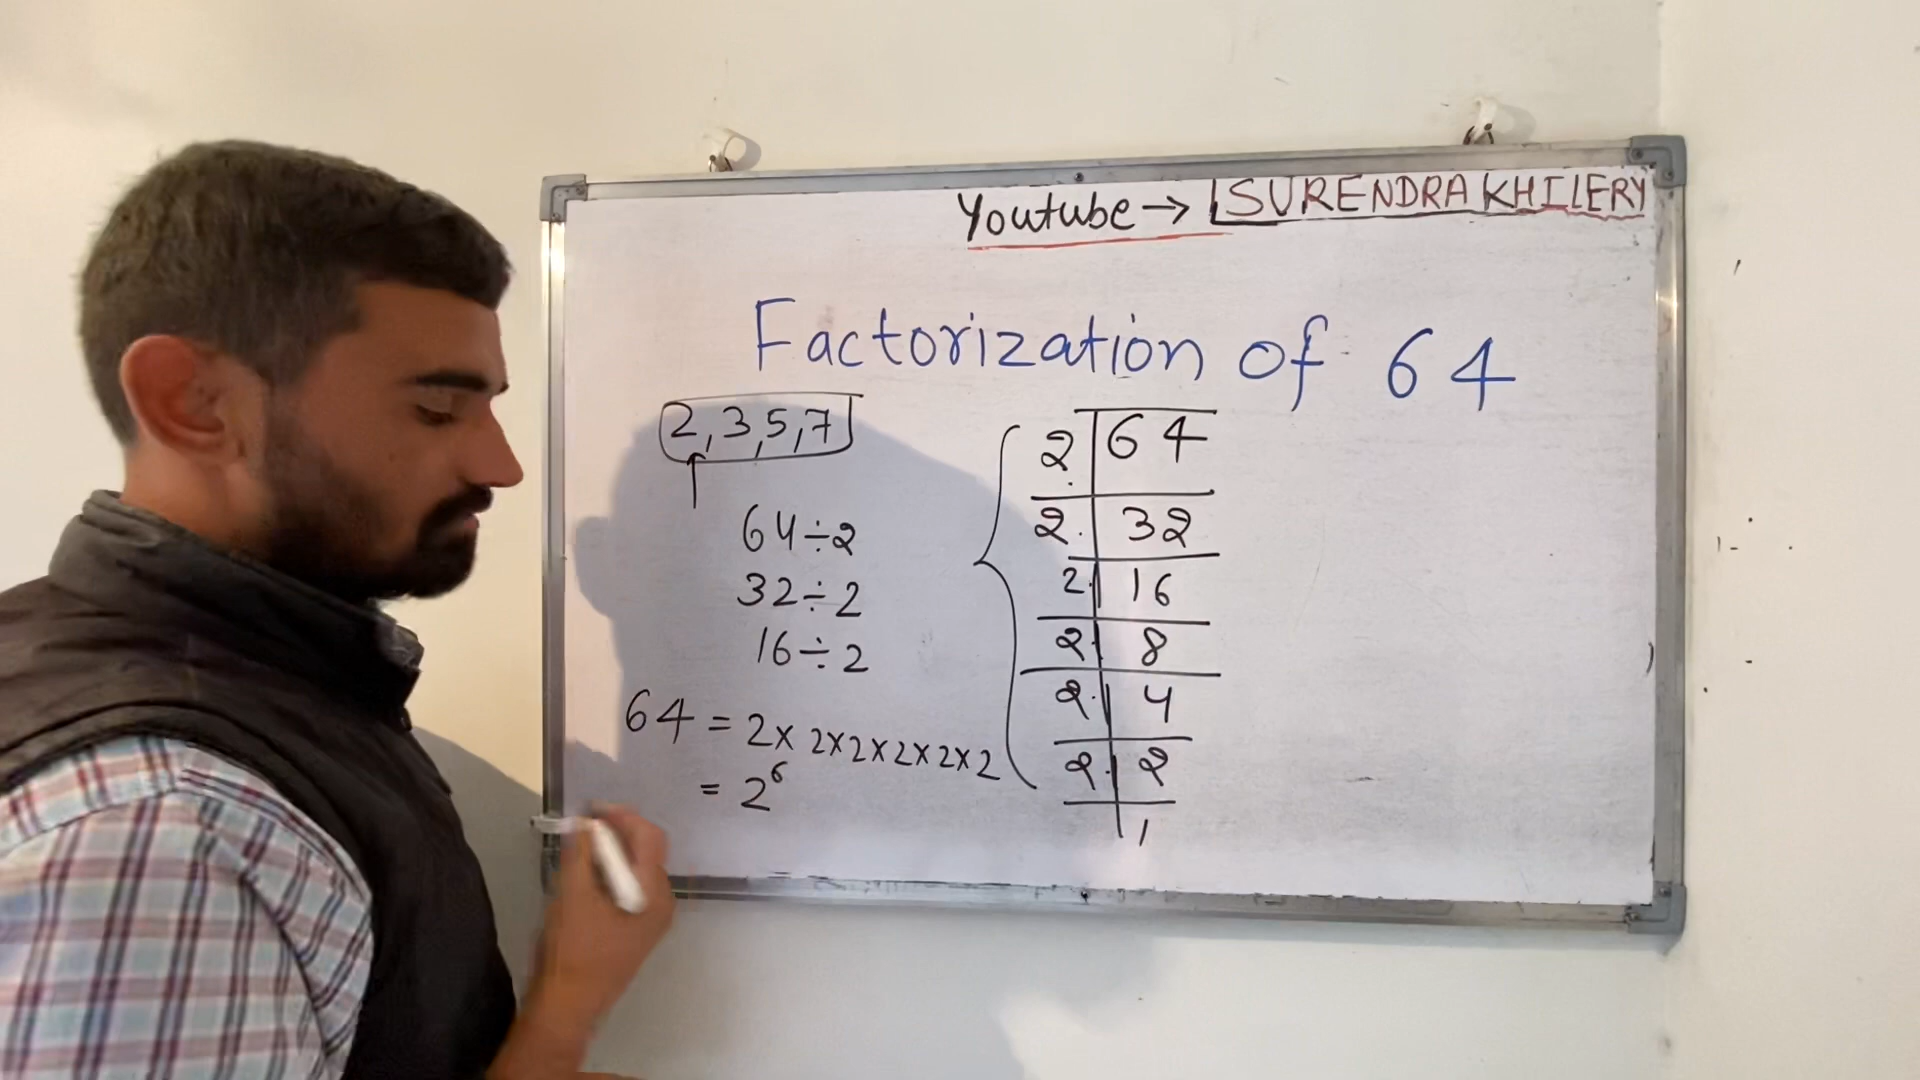 Youtube → SURENDRA KHILERY
Factorization of 64
2,3,5,7
↑
64÷2
32÷2
16÷2
64 = 2x 2x2x2x2x2
= 2⁶
2 | 64
2. | 32
2. | 16
2. | 8
2. | 4
2. | 2
1